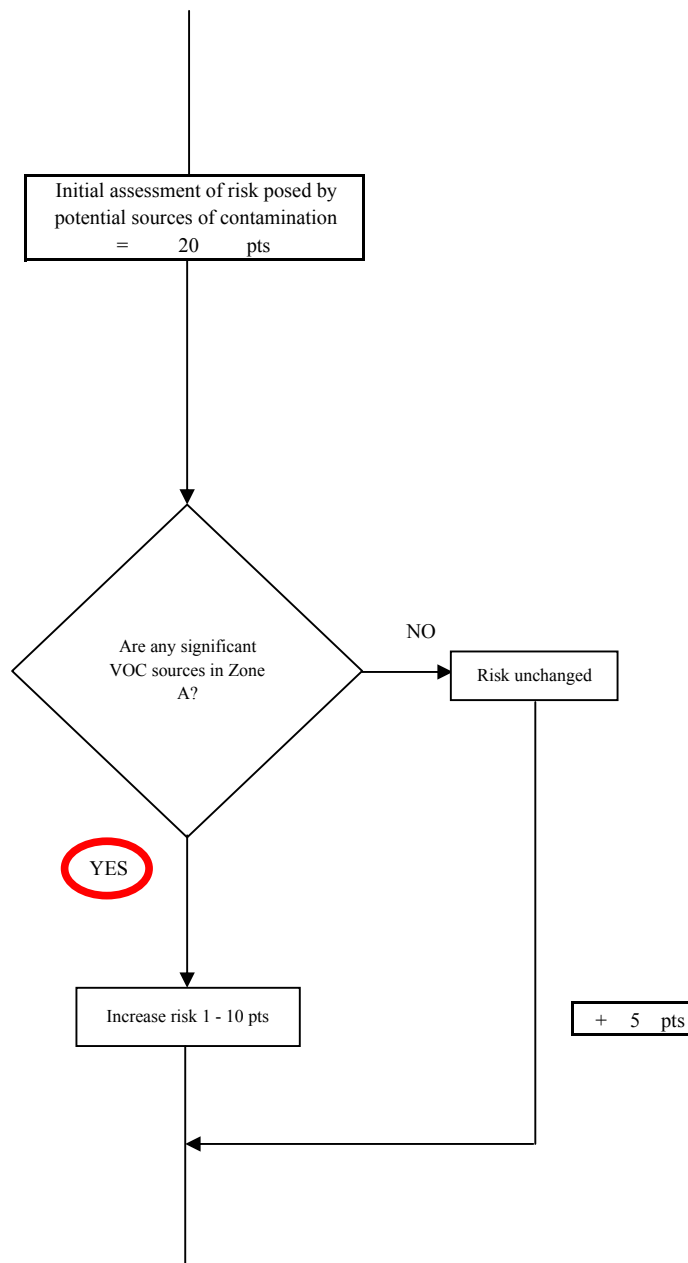 Initial assessment of risk posed by
potential sources of contamination
= 20 pts
Are any significant
VOC sources in Zone
A?
NO
Risk unchanged
YES
Increase risk 1 - 10 pts
+ 5 pts